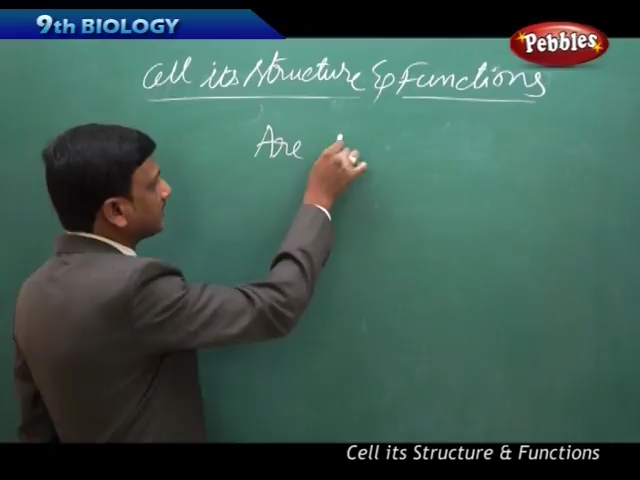 9th BIOLOGY
Pebbles
Cell its Structure & Functions
Are
Cell its Structure & Functions